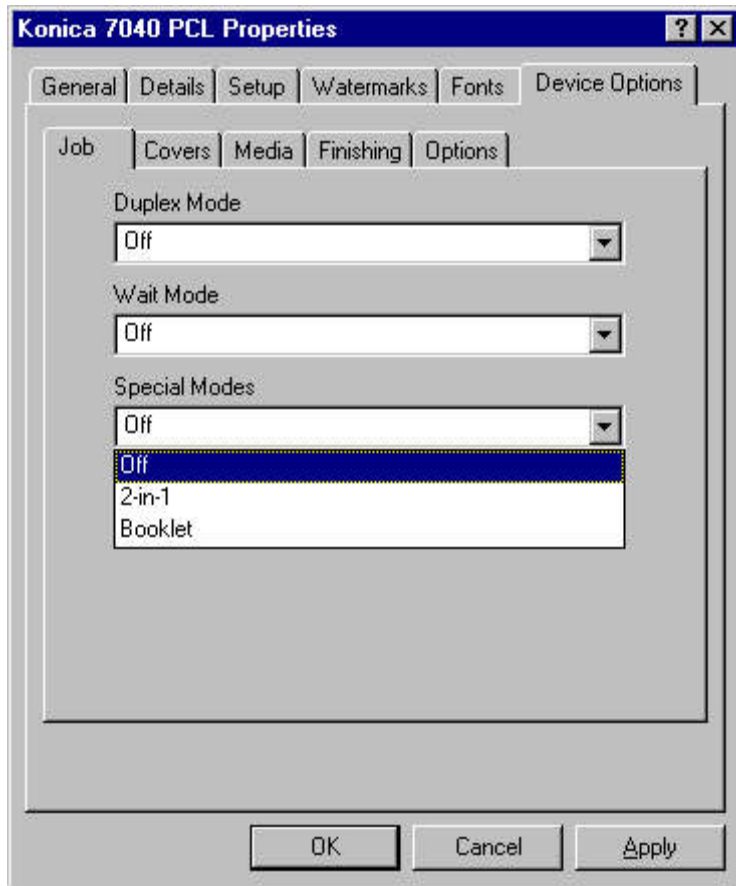 Konica 7040 PCL Properties ? ×
General Details Setup Watermarks Fonts Device Options
Job Covers Media Finishing Options
Duplex Mode
Off
Wait Mode
Off
Special Modes
Off
Off
2-in-1
Booklet
OK Cancel Apply